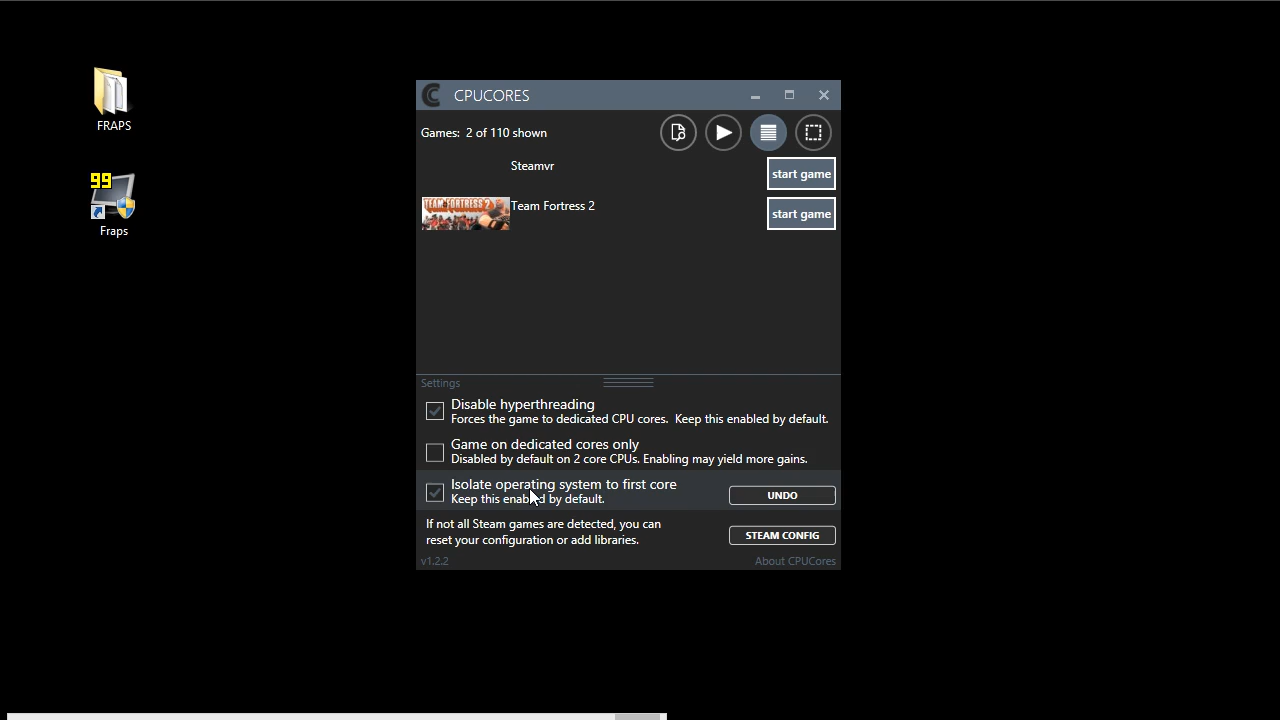 FRAPS
99
Fraps
C CPUCORES
Games: 2 of 110 shown
Steamvr
start game
TEAM FORTRESS 2
Team Fortress 2
start game
Settings
Disable hyperthreading
Forces the game to dedicated CPU cores. Keep this enabled by default.
Game on dedicated cores only
Disabled by default on 2 core CPUs. Enabling may yield more gains.
Isolate operating system to first core
Keep this enabled by default.
UNDO
If not all Steam games are detected, you can
reset your configuration or add libraries.
STEAM CONFIG
v1.2.2
About CPUCores